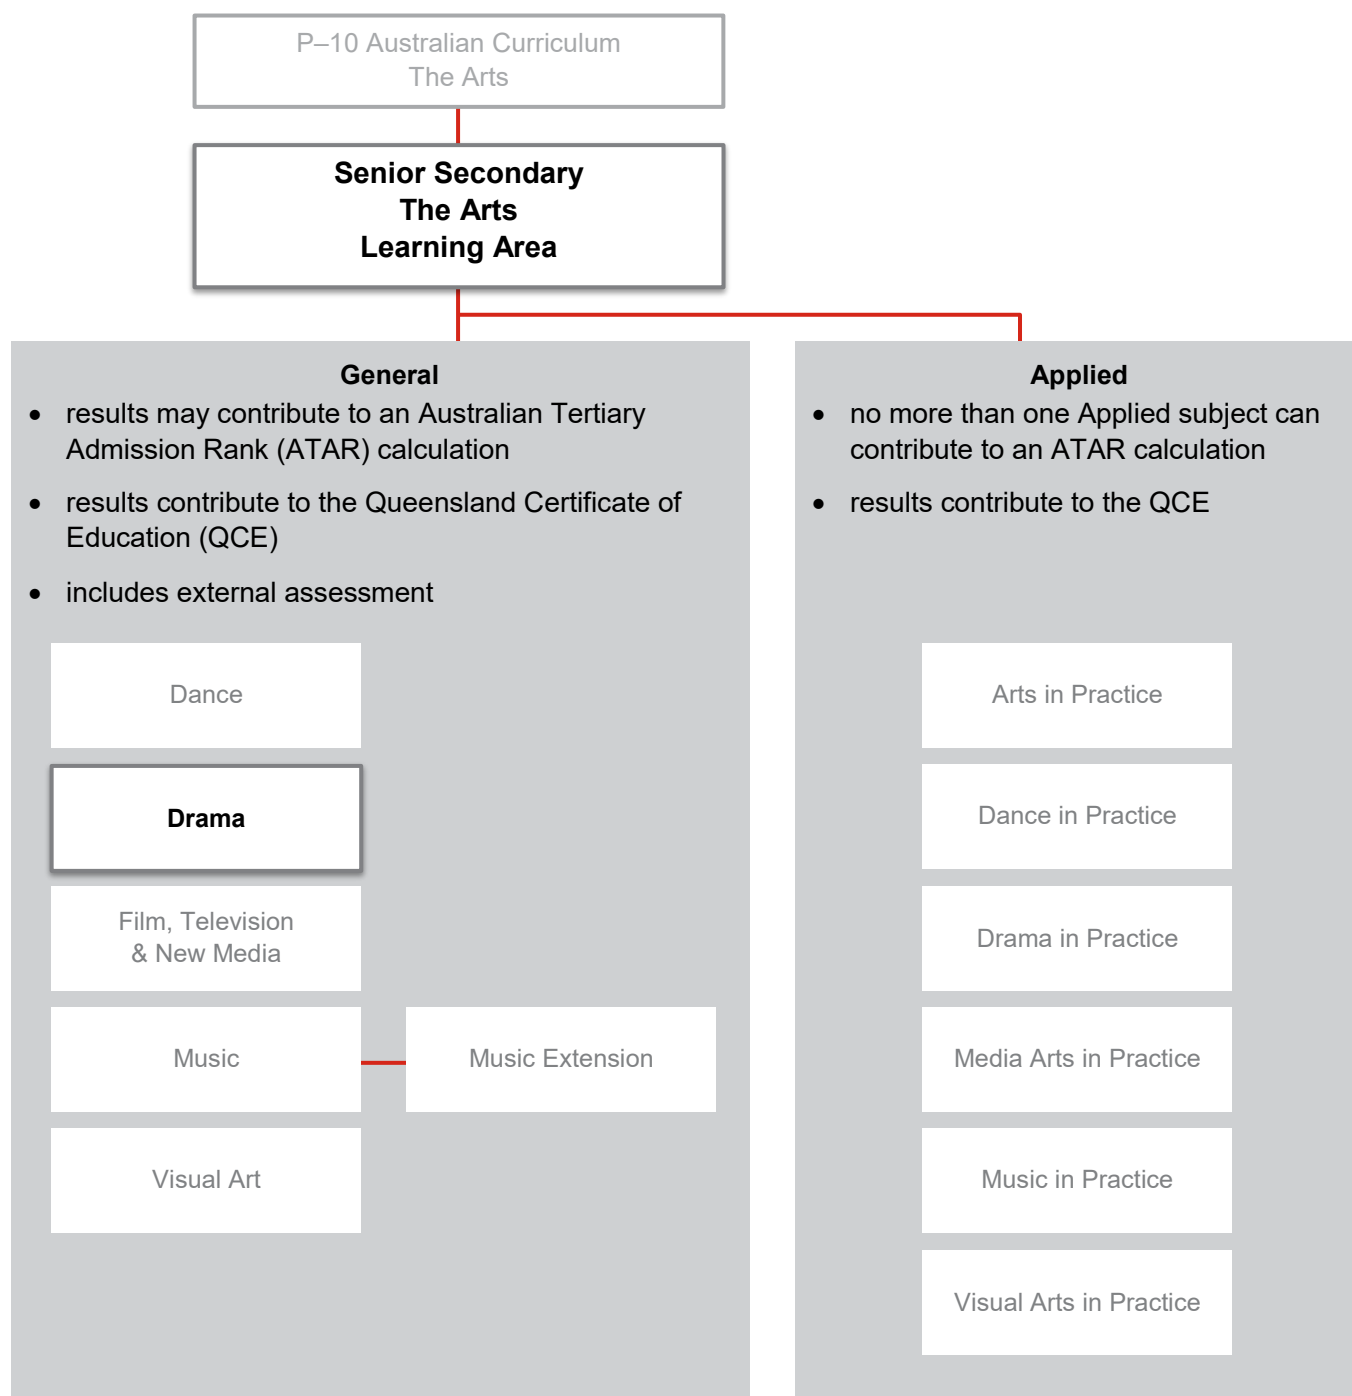 P–10 Australian Curriculum
The Arts
Senior Secondary
The Arts
Learning Area
General
• results may contribute to an Australian Tertiary
Admission Rank (ATAR) calculation
• results contribute to the Queensland Certificate of
Education (QCE)
• includes external assessment
Dance
Drama
Film, Television
& New Media
Music
Music Extension
Visual Art
Applied
• no more than one Applied subject can
contribute to an ATAR calculation
• results contribute to the QCE
Arts in Practice
Dance in Practice
Drama in Practice
Media Arts in Practice
Music in Practice
Visual Arts in Practice